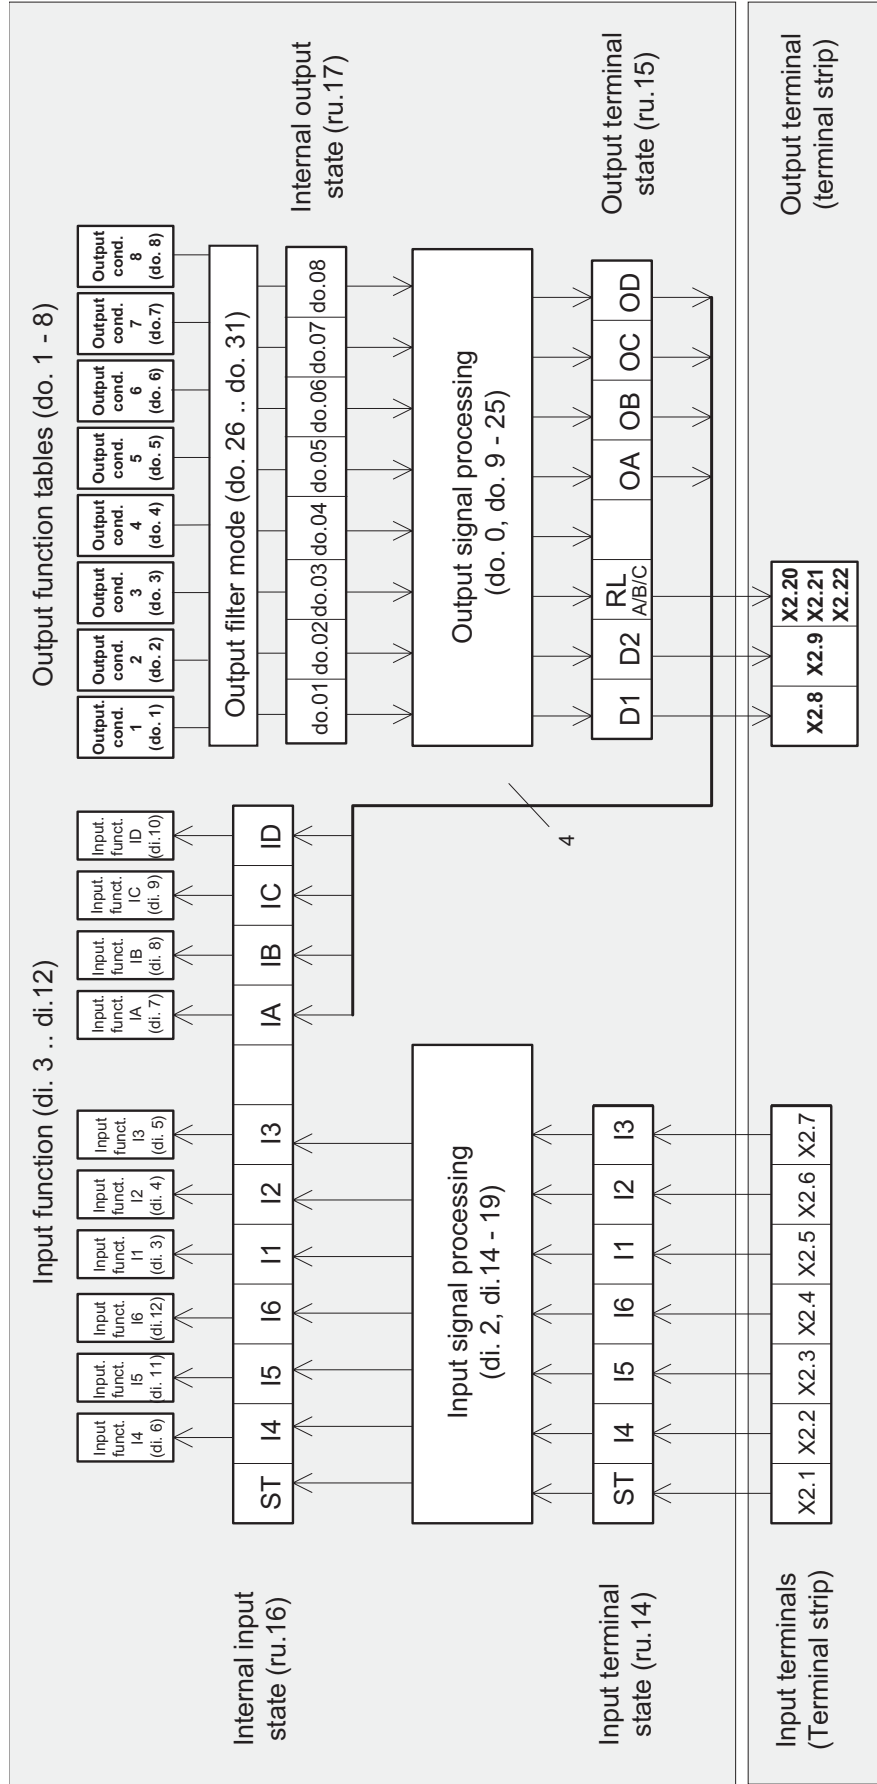 Input function (di. 3 .. di.12)
Output function tables (do. 1 - 8)
Input
funct.
I4
(di. 6)
Input
funct.
I5
(di. 11)
Input
funct.
I6
(di.12)
Input
funct.
I1
(di. 3)
Input
funct.
I2
(di. 4)
Input
funct.
I3
(di. 5)
Input.
funct.
IA
(di. 7)
Input.
funct.
IB
(di. 8)
Input.
funct.
IC
(di. 9)
Input.
funct.
ID
(di.10)
Output.
cond.
1
(do. 1)
Output
cond.
2
(do. 2)
Output
cond.
3
(do. 3)
Output
cond.
4
(do. 4)
Output
cond.
5
(do. 5)
Output
cond.
6
(do. 6)
Output
cond.
7
(do.7)
Output
cond.
8
(do. 8)
Output filter mode (do. 26 .. do. 31)
Internal input
state (ru.16)
ST I4 I5 I6 I1 I2 I3 IA IB IC ID
do.01 do.02 do.03 do.04 do.05 do.06 do.07 do.08
Internal output
state (ru.17)
Input signal processing
(di. 2, di.14 - 19)
Output signal processing
(do. 0, do. 9 - 25)
4
Input terminal
state (ru.14)
ST I4 I5 I6 I1 I2 I3
D1 D2 RL
A/B/C
OA OB OC OD
Output terminal
state (ru.15)
Input terminals
(Terminal strip)
X2.1 X2.2 X2.3 X2.4 X2.5 X2.6 X2.7
X2.8 X2.9
X2.20
X2.21
X2.22
Output terminal
(terminal strip)